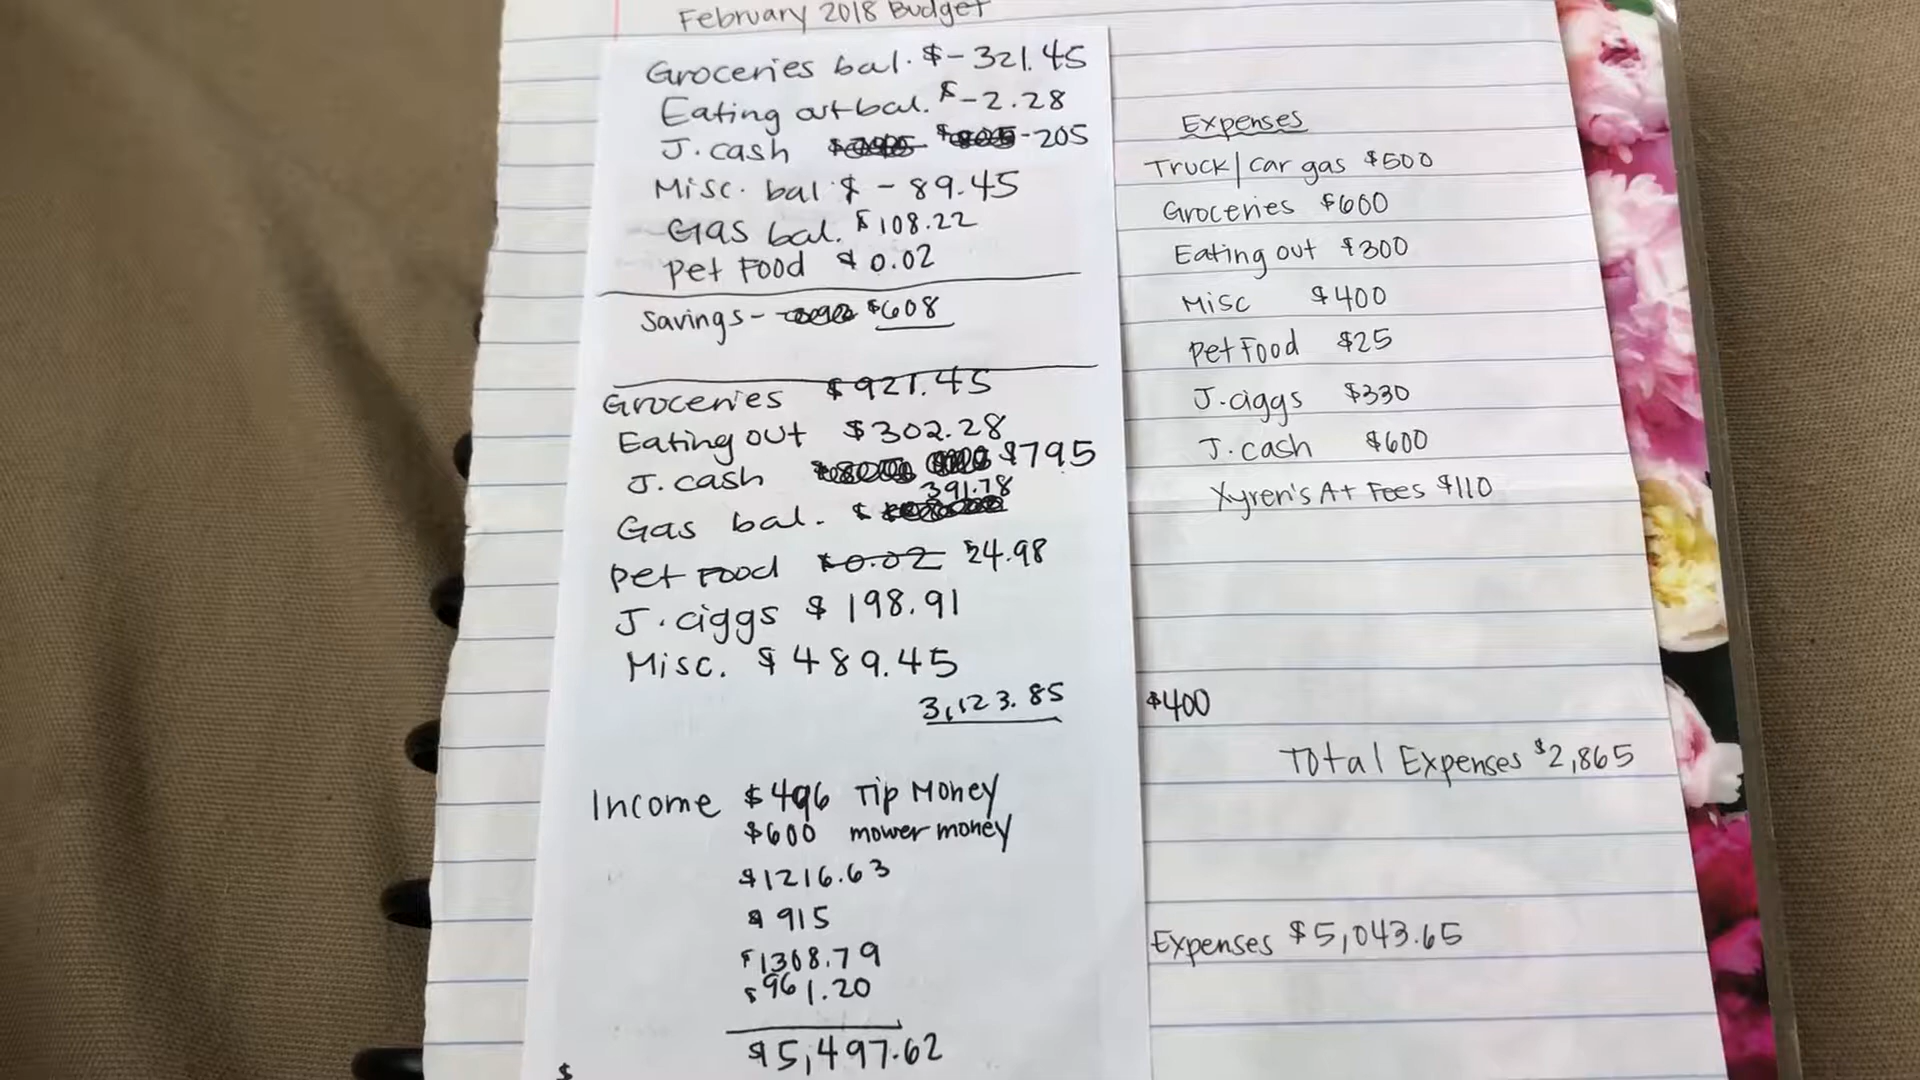 February 2018 Budget
Groceries bal. $-321.45
Eating out bal. $-2.28
J. cash -205
Misc. bal $ - 89.45
Gas bal. $108.22
pet Food $0.02
savings- $608
Groceries $921.45
Eating out $302.28
J. cash $795
391.78
Gas bal. $
pet Food $0.02 24.98
J. ciggs $198.91
Misc. $489.45
3,123.85
Income $496 Tip Money
$600 mower money
$1216.63
$915
$1308.79
$961.20
$5,497.62
$
Expenses
Truck/car gas $500
Groceries $600
Eating out $300
Misc $400
pet Food $25
J.ciggs $330
J.cash $600
Xyren's A+ Fees $110
$400
Total Expenses $2,865
Expenses $5,043.65